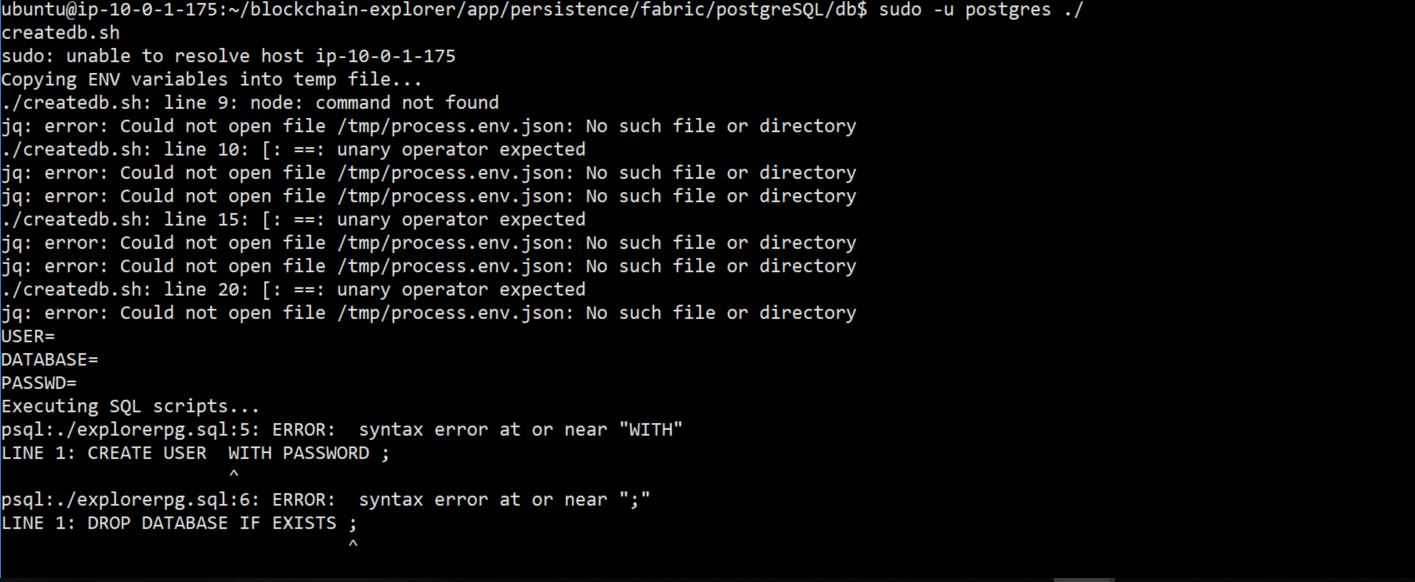 ubuntu@ip-10-0-1-175:~/blockchain-explorer/app/persistence/fabric/postgreSQL/db$ sudo -u postgres ./
createdb.sh
sudo: unable to resolve host ip-10-0-1-175
Copying ENV variables into temp file...
./createdb.sh: line 9: node: command not found
jq: error: Could not open file /tmp/process.env.json: No such file or directory
./createdb.sh: line 10: [: ==: unary operator expected
jq: error: Could not open file /tmp/process.env.json: No such file or directory
jq: error: Could not open file /tmp/process.env.json: No such file or directory
./createdb.sh: line 15: [: ==: unary operator expected
jq: error: Could not open file /tmp/process.env.json: No such file or directory
jq: error: Could not open file /tmp/process.env.json: No such file or directory
./createdb.sh: line 20: [: ==: unary operator expected
jq: error: Could not open file /tmp/process.env.json: No such file or directory
USER=
DATABASE=
PASSWD=
Executing SQL scripts...
psql:./explorerpg.sql:5: ERROR:  syntax error at or near "WITH"
LINE 1: CREATE USER  WITH PASSWORD ;
                     ^
psql:./explorerpg.sql:6: ERROR:  syntax error at or near ";"
LINE 1: DROP DATABASE IF EXISTS ;
                                ^